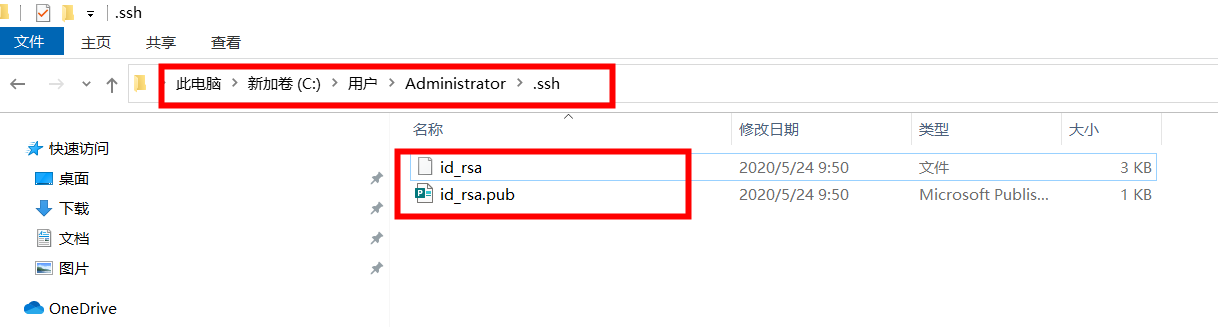 .ssh
文件 主页 共享 查看
此电脑 新加卷 (C:) 用户 Administrator .ssh
名称 修改日期 类型 大小
快速访问
id_rsa 2020/5/24 9:50 文件 3 KB
桌面
id_rsa.pub 2020/5/24 9:50 Microsoft Publis... 1 KB
下载
文档
图片
OneDrive